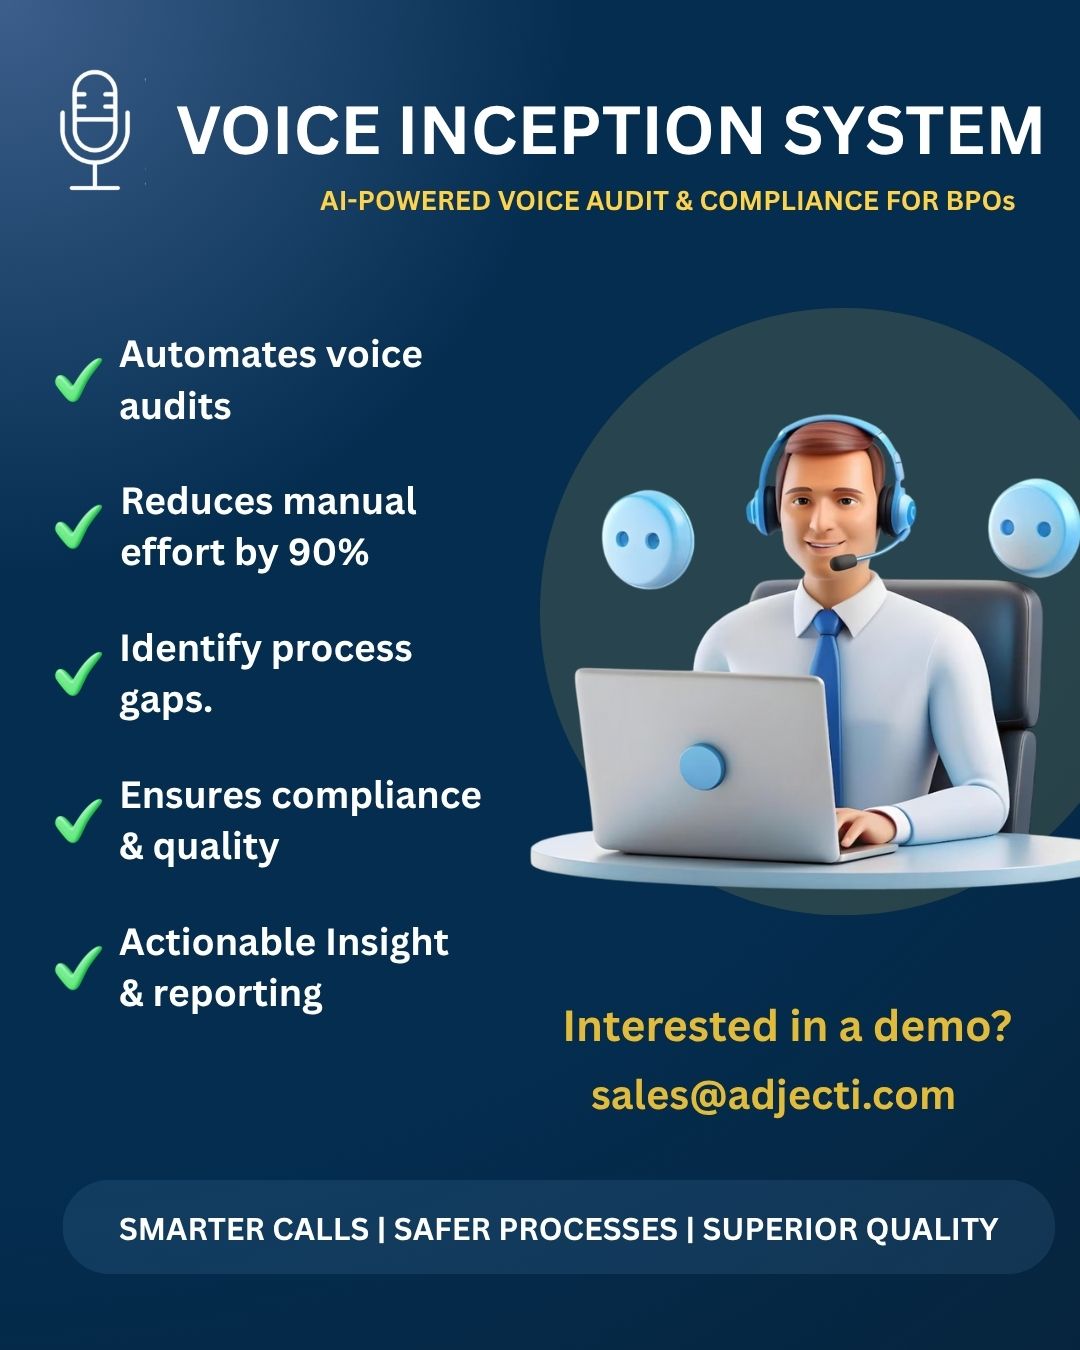 VOICE INCEPTION SYSTEM
AI-POWERED VOICE AUDIT & COMPLIANCE FOR BPOs
Automates voice
audits
Reduces manual
effort by 90%
Identify process
gaps.
Ensures compliance
& quality
Actionable Insight
& reporting
Interested in a demo?
sales@adjecti.com
SMARTER CALLS | SAFER PROCESSES | SUPERIOR QUALITY